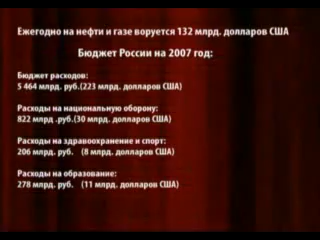 Ежегодно на нефти и газе воруется 132 млрд. долларов США
Бюджет России на 2007 год:
Бюджет расходов:
5 464 млрд. руб.(223 млрд. долларов США)
Расходы на национальную оборону:
822 млрд .руб.(30 млрд. долларов США)
Расходы на здравоохранение и спорт:
206 млрд. руб. (8 млрд. долларов США)
Расходы на образование:
278 млрд. руб. (11 млрд. долларов США)